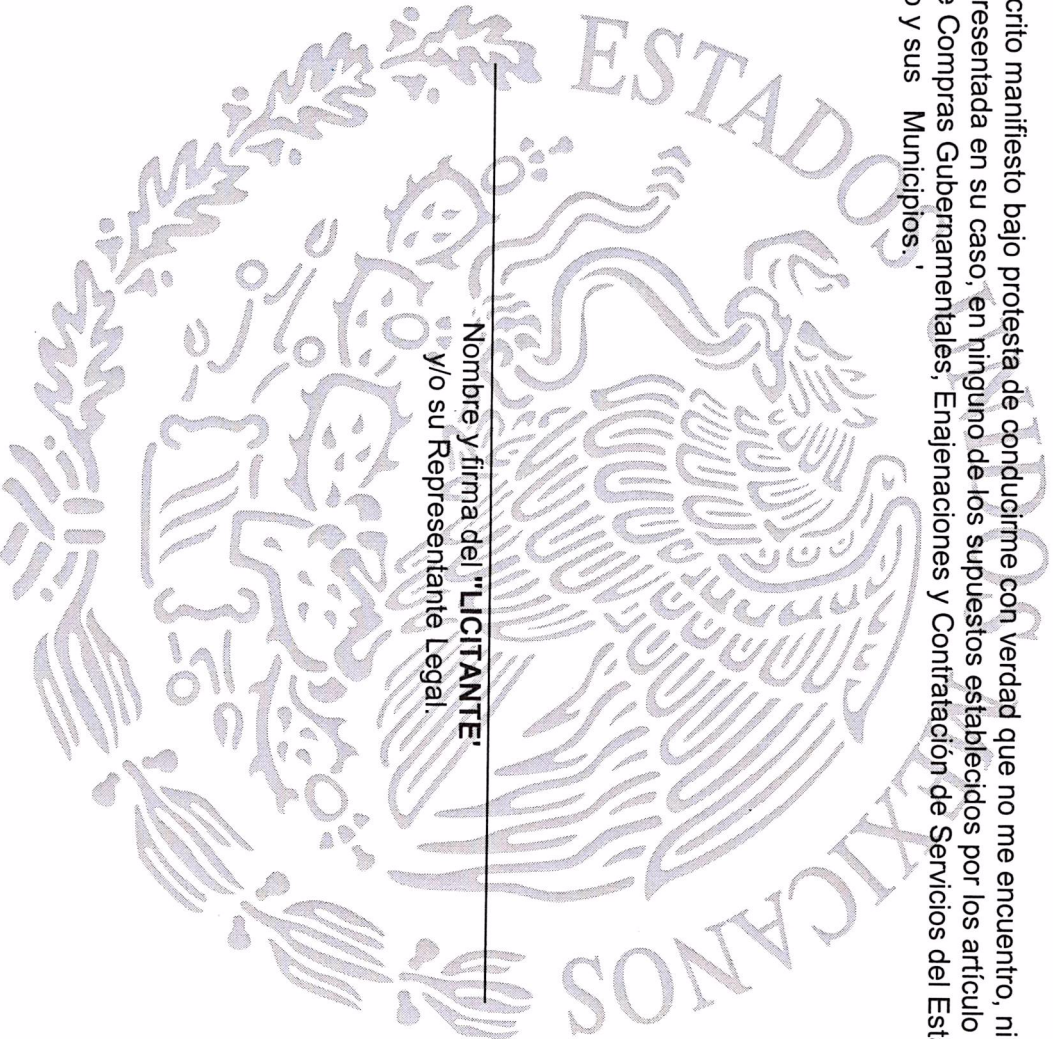 crito manifiesto bajo protesta de conducirme con verdad que no me encuentro, ni
resentada en su caso, en ninguno de los supuestos establecidos por los artículo
e Compras Gubernamentales, Enajenaciones y Contratación de Servicios del Est
o y sus Municipios. '
Nombre y firma del "LICITANTE'
y/o su Representante Legal.
ESTADOS UNIDOS MEXICANOS